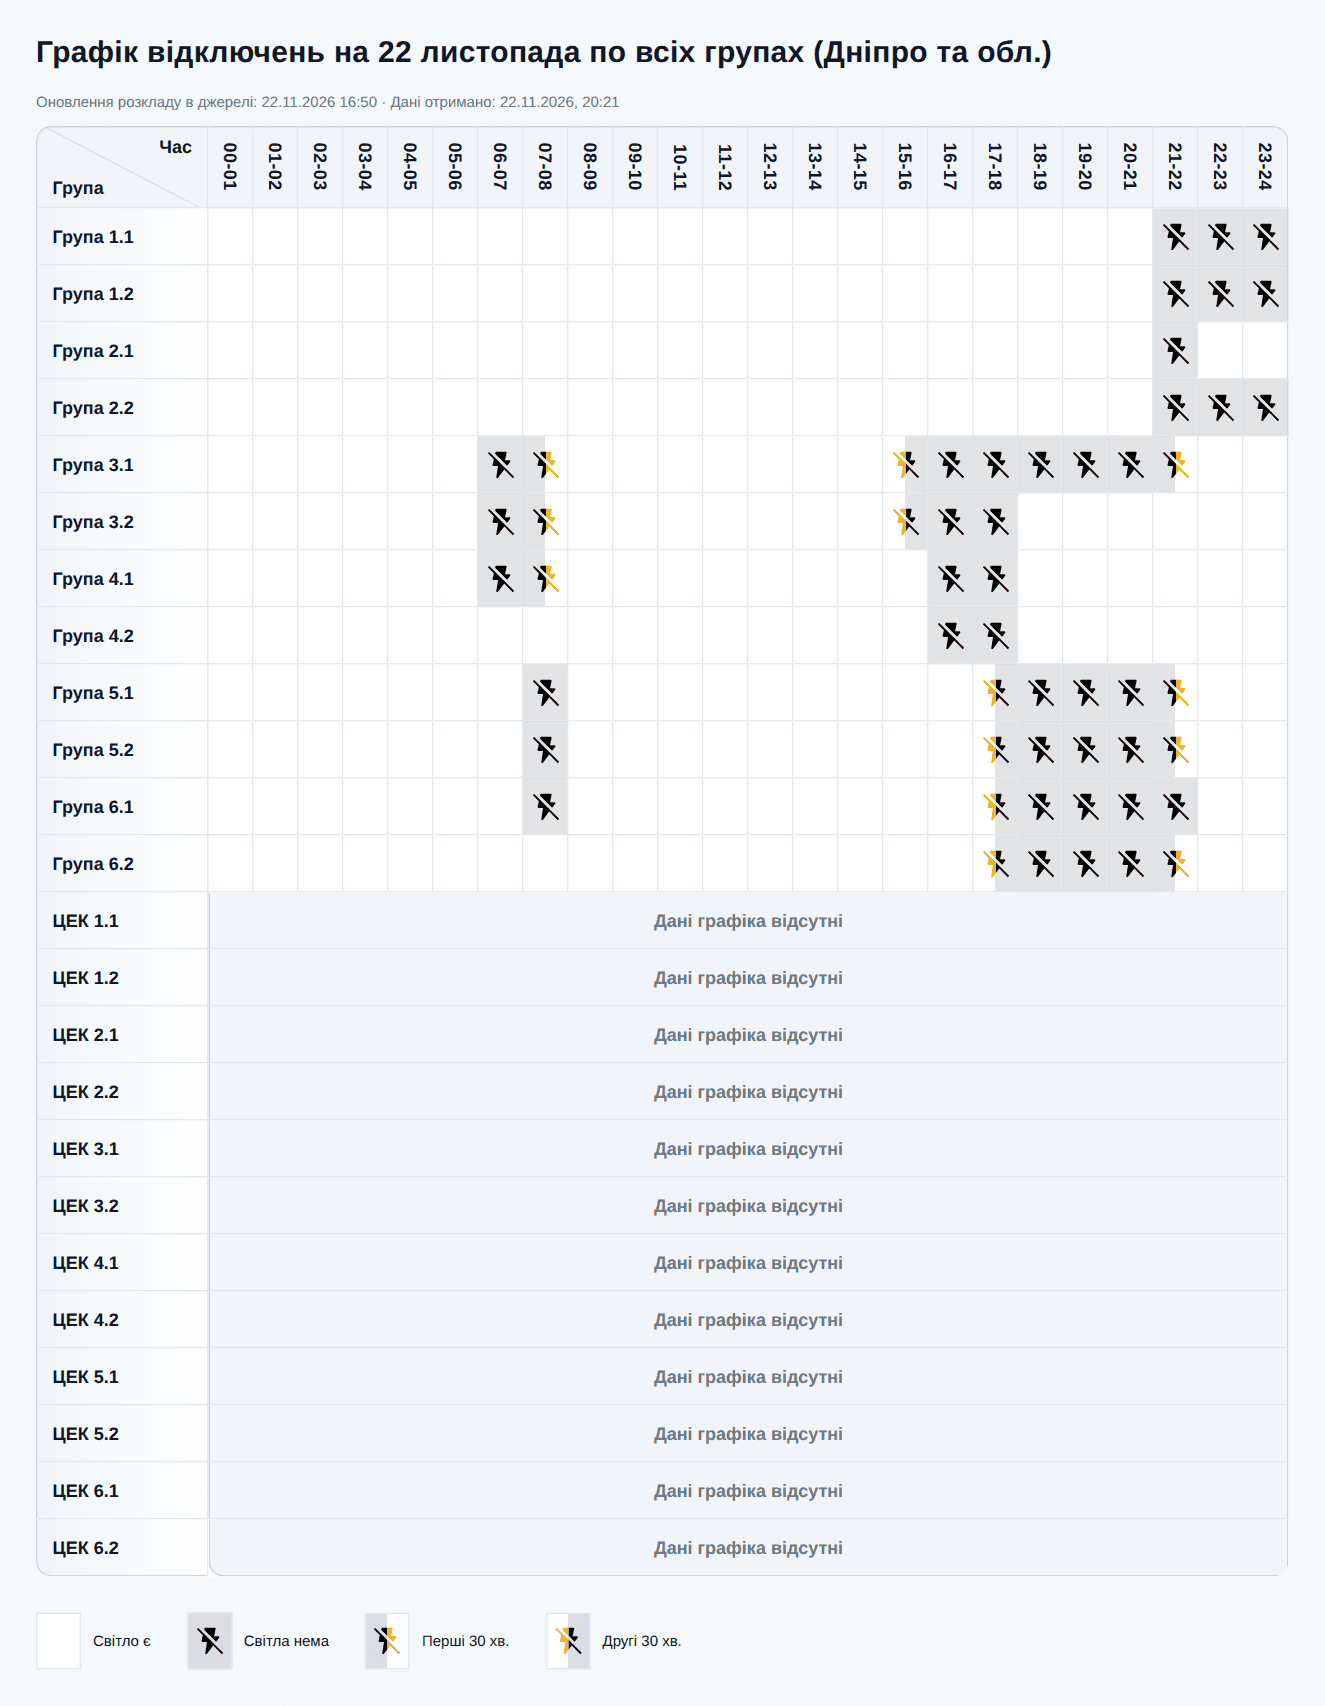 Графік відключень на 22 листопада по всіх групах (Дніпро та обл.)
Оновлення розкладу в джерелі: 22.11.2026 16:50 · Дані отримано: 22.11.2026, 20:21
Час
Група
00-01
01-02
02-03
03-04
04-05
05-06
06-07
07-08
08-09
09-10
10-11
11-12
12-13
13-14
14-15
15-16
16-17
17-18
18-19
19-20
20-21
21-22
22-23
23-24
Група 1.1
Група 1.2
Група 2.1
Група 2.2
Група 3.1
Група 3.2
Група 4.1
Група 4.2
Група 5.1
Група 5.2
Група 6.1
Група 6.2
ЦЕК 1.1 Дані графіка відсутні
ЦЕК 1.2 Дані графіка відсутні
ЦЕК 2.1 Дані графіка відсутні
ЦЕК 2.2 Дані графіка відсутні
ЦЕК 3.1 Дані графіка відсутні
ЦЕК 3.2 Дані графіка відсутні
ЦЕК 4.1 Дані графіка відсутні
ЦЕК 4.2 Дані графіка відсутні
ЦЕК 5.1 Дані графіка відсутні
ЦЕК 5.2 Дані графіка відсутні
ЦЕК 6.1 Дані графіка відсутні
ЦЕК 6.2 Дані графіка відсутні
Світло є Світла нема Перші 30 хв. Другі 30 хв.